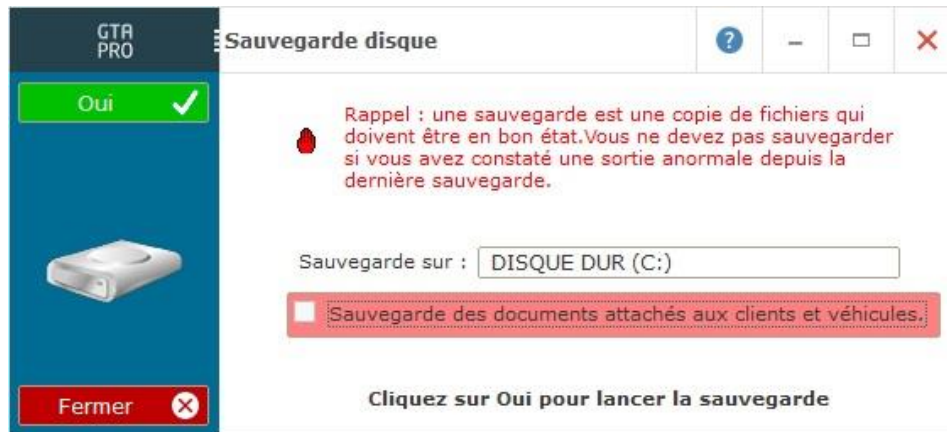 GTA
PRO
Sauvegarde disque
?
Oui
Rappel : une sauvegarde est une copie de fichiers qui
doivent être en bon état.Vous ne devez pas sauvegarder
si vous avez constaté une sortie anormale depuis la
dernière sauvegarde.
Sauvegarde sur : DISQUE DUR (C:)
Sauvegarde des documents attachés aux clients et véhicules.
Fermer
Cliquez sur Oui pour lancer la sauvegarde